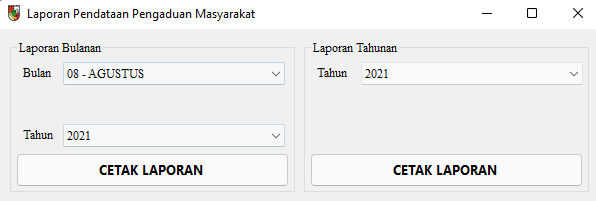 Laporan Pendataan Pengaduan Masyarakat
Laporan Bulanan
Bulan 08 - AGUSTUS
Tahun 2021
CETAK LAPORAN
Laporan Tahunan
Tahun 2021
CETAK LAPORAN